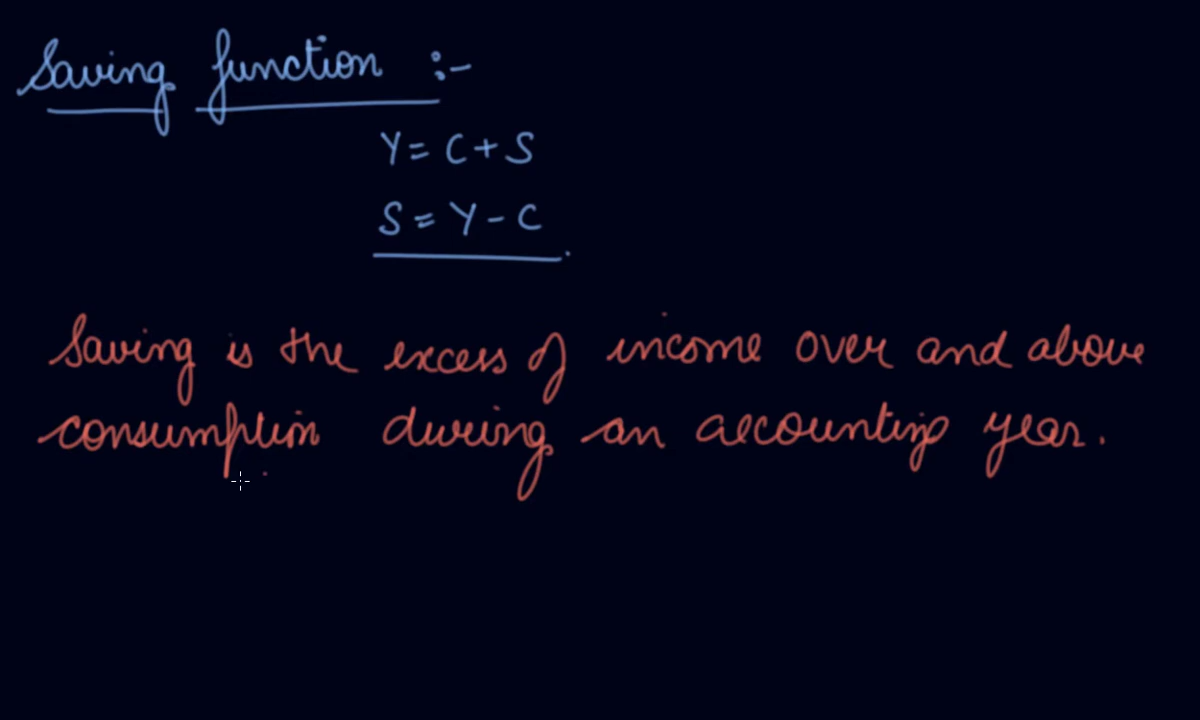 Saving function :-
Y = C + S
S = Y - C
Saving is the excess of income over and above
consumption during an accounting year.